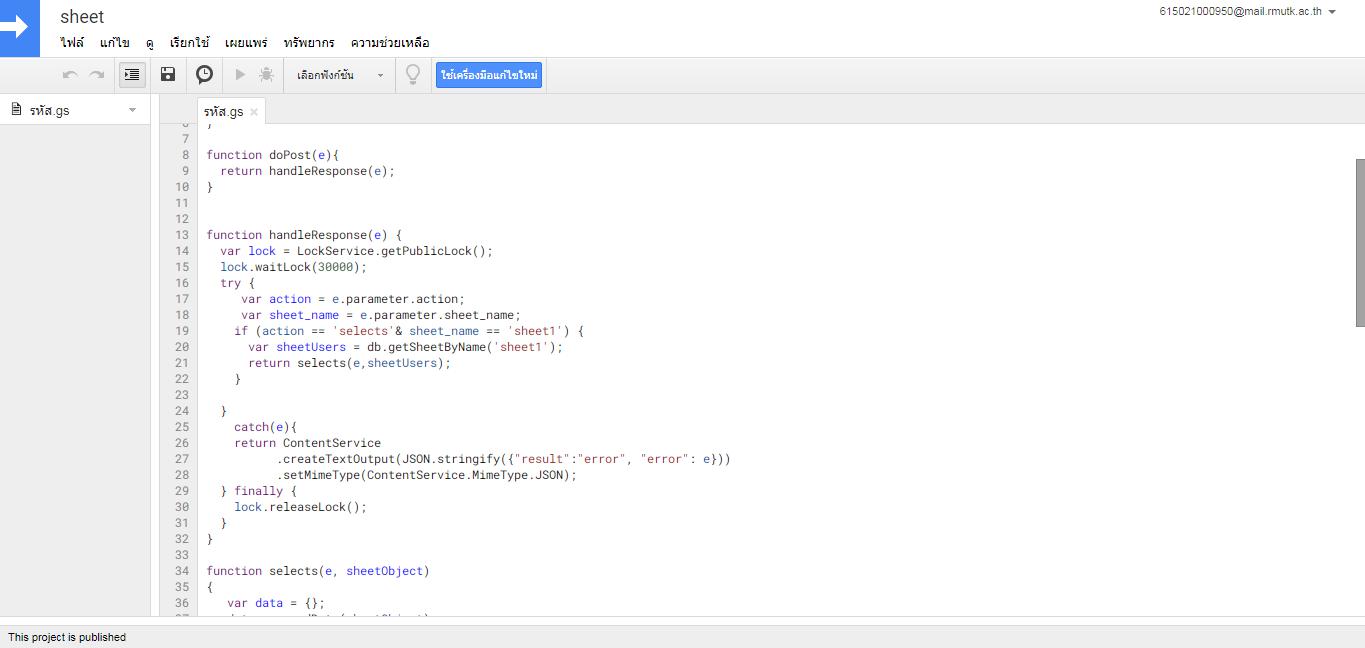 sheet
615021000950@mail.rmutk.ac.th
ไฟล์ แก้ไข ดู เรียกใช้ เผยแพร่ ทรัพยากร ความช่วยเหลือ
เลือกฟังก์ชัน ใช้เครื่องมือแก้ไขใหม่
รหัส.gs
รหัส.gs ×
6 }
7
8 function doPost(e){
9 return handleResponse(e);
10 }
11
12
13 function handleResponse(e) {
14 var lock = LockService.getPublicLock();
15 lock.waitLock(30000);
16 try {
17 var action = e.parameter.action;
18 var sheet_name = e.parameter.sheet_name;
19 if (action == 'selects'& sheet_name == 'sheet1') {
20 var sheetUsers = db.getSheetByName('sheet1');
21 return selects(e,sheetUsers);
22 }
23
24 }
25 catch(e){
26 return ContentService
27 .createTextOutput(JSON.stringify({"result":"error", "error": e}))
28 .setMimeType(ContentService.MimeType.JSON);
29 } finally {
30 lock.releaseLock();
31 }
32 }
33
34 function selects(e, sheetObject)
35 {
36 var data = {};
This project is published